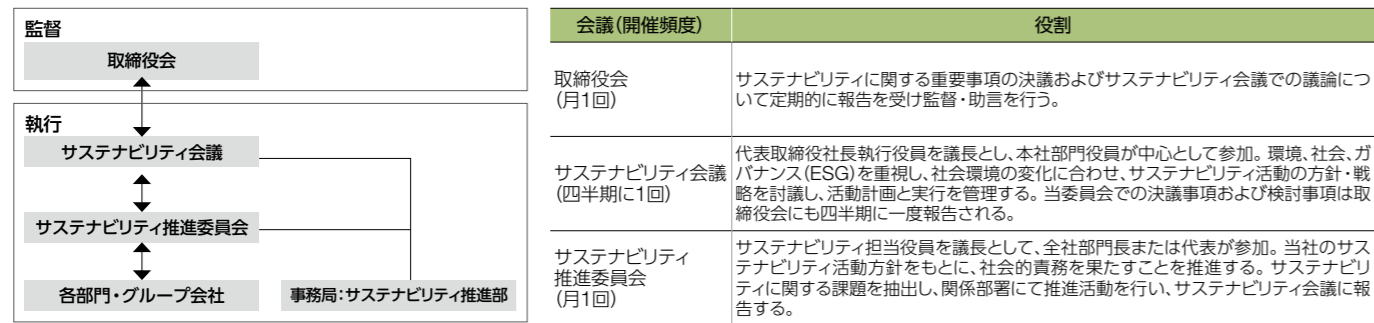 監督
取締役会
執行
サステナビリティ会議
サステナビリティ推進委員会
各部門・グループ会社
事務局：サステナビリティ推進部
会議（開催頻度）
役割
取締役会
（月1回）
サステナビリティに関する重要事項の決議およびサステナビリティ会議での議論につ
いて定期的に報告を受け監督・助言を行う。
サステナビリティ会議
（四半期に1回）
代表取締役社長執行役員を議長とし、本社部門役員が中心として参加。環境、社会、ガ
バナンス（ESG）を重視し、社会環境の変化に合わせ、サステナビリティ活動の方針・戦
略を討議し、活動計画と実行を管理する。当委員会での決議事項および検討事項は取
締役会にも四半期に一度報告される。
サステナビリティ
推進委員会
（月1回）
サステナビリティ担当役員を議長として、全社部門長または代表が参加。当社のサス
テナビリティ活動方針をもとに、社会的責務を果たすことを推進する。サステナビリ
ティに関する課題を抽出し、関係部署にて推進活動を行い、サステナビリティ会議に報
告する。